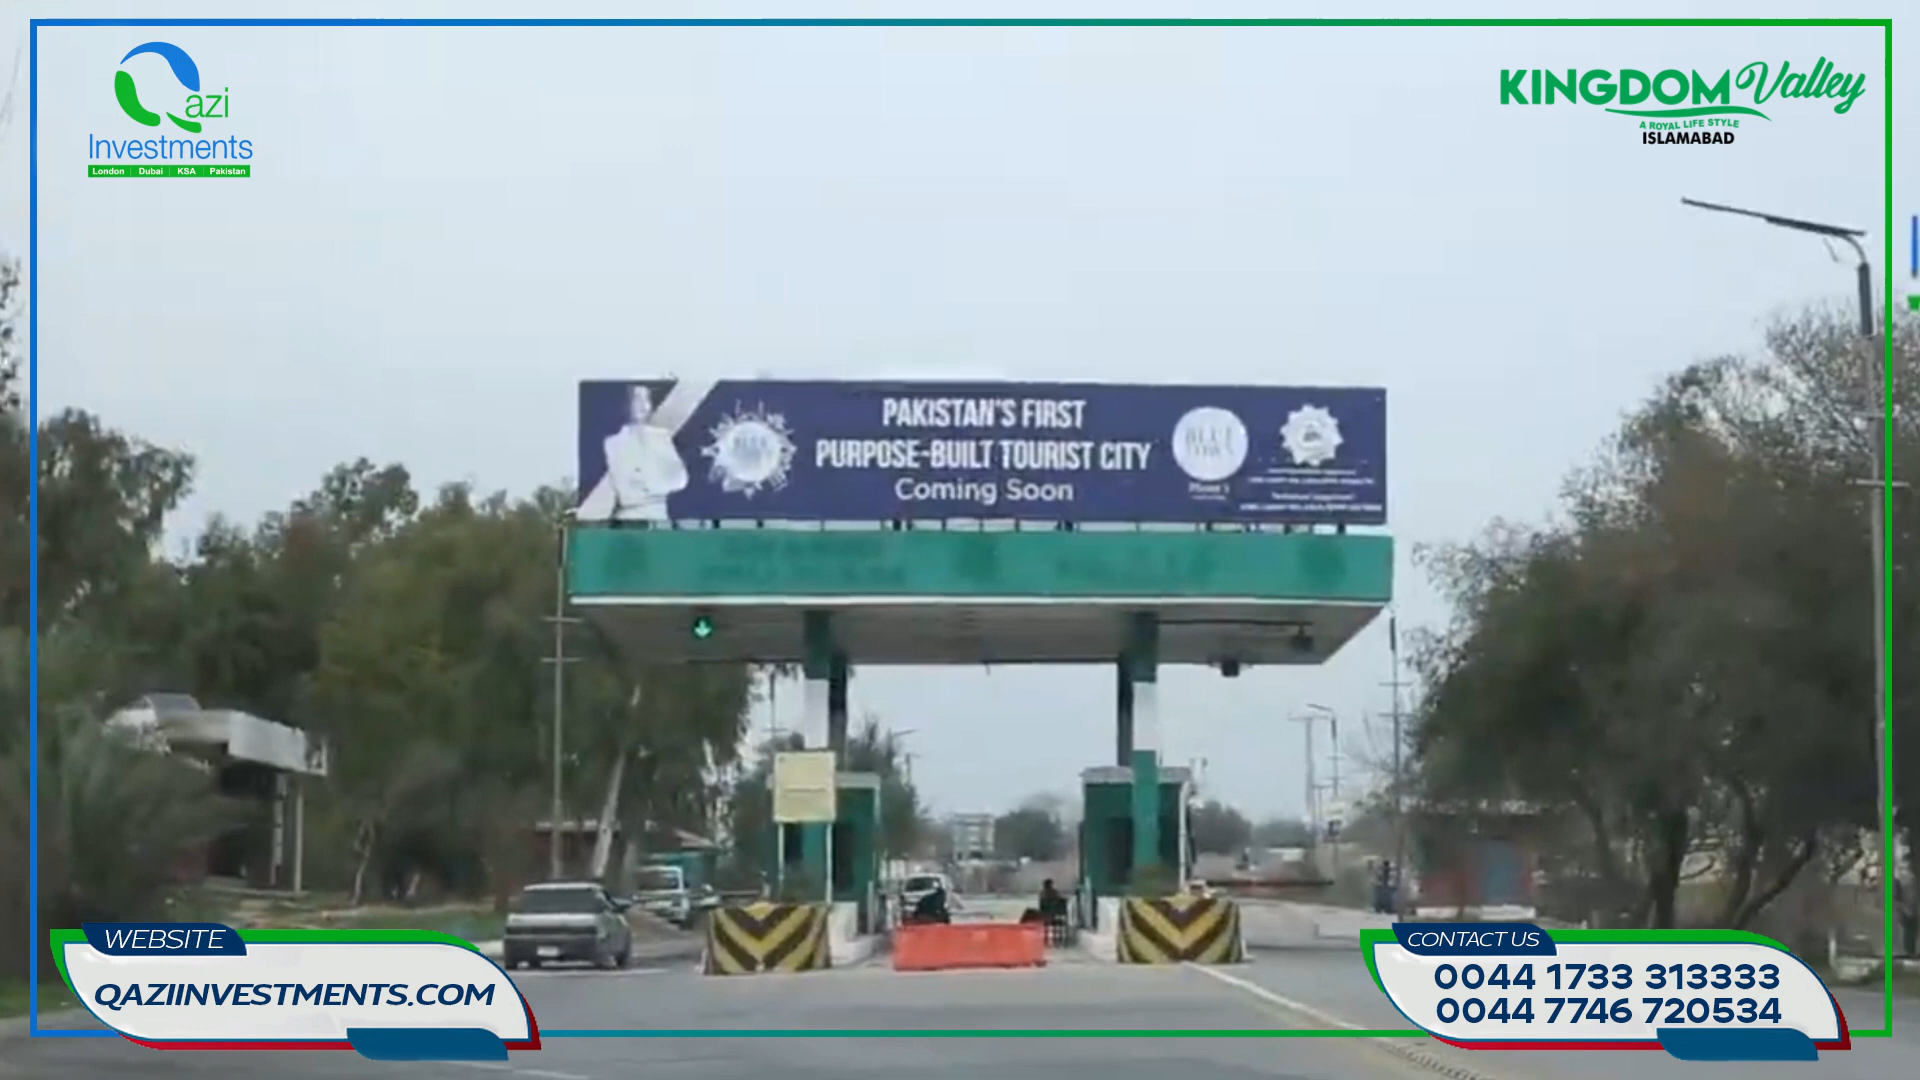 Qazi
Investments
London Dubai KSA Pakistan
KINGDOM Valley
A ROYAL LIFE STYLE
ISLAMABAD
PAKISTAN'S FIRST
PURPOSE-BUILT TOURIST CITY
Coming Soon
BLUE
WEBSITE
QAZIINVESTMENTS.COM
CONTACT US
0044 1733 313333
0044 7746 720534